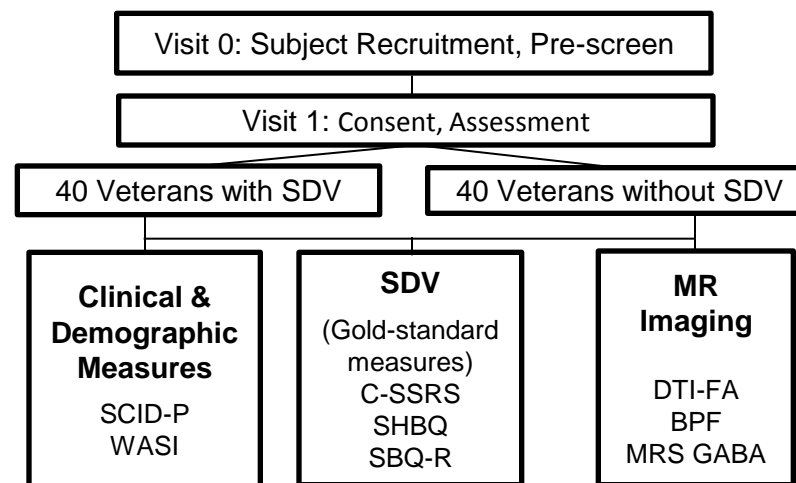 Visit 0: Subject Recruitment, Pre-screen
Visit 1: Consent, Assessment
40 Veterans with SDV
40 Veterans without SDV
Clinical &
Demographic
Measures
SCID-P
WASI
SDV
(Gold-standard
measures)
C-SSRS
SHBQ
SBQ-R
MR
Imaging
DTI-FA
BPF
MRS GABA